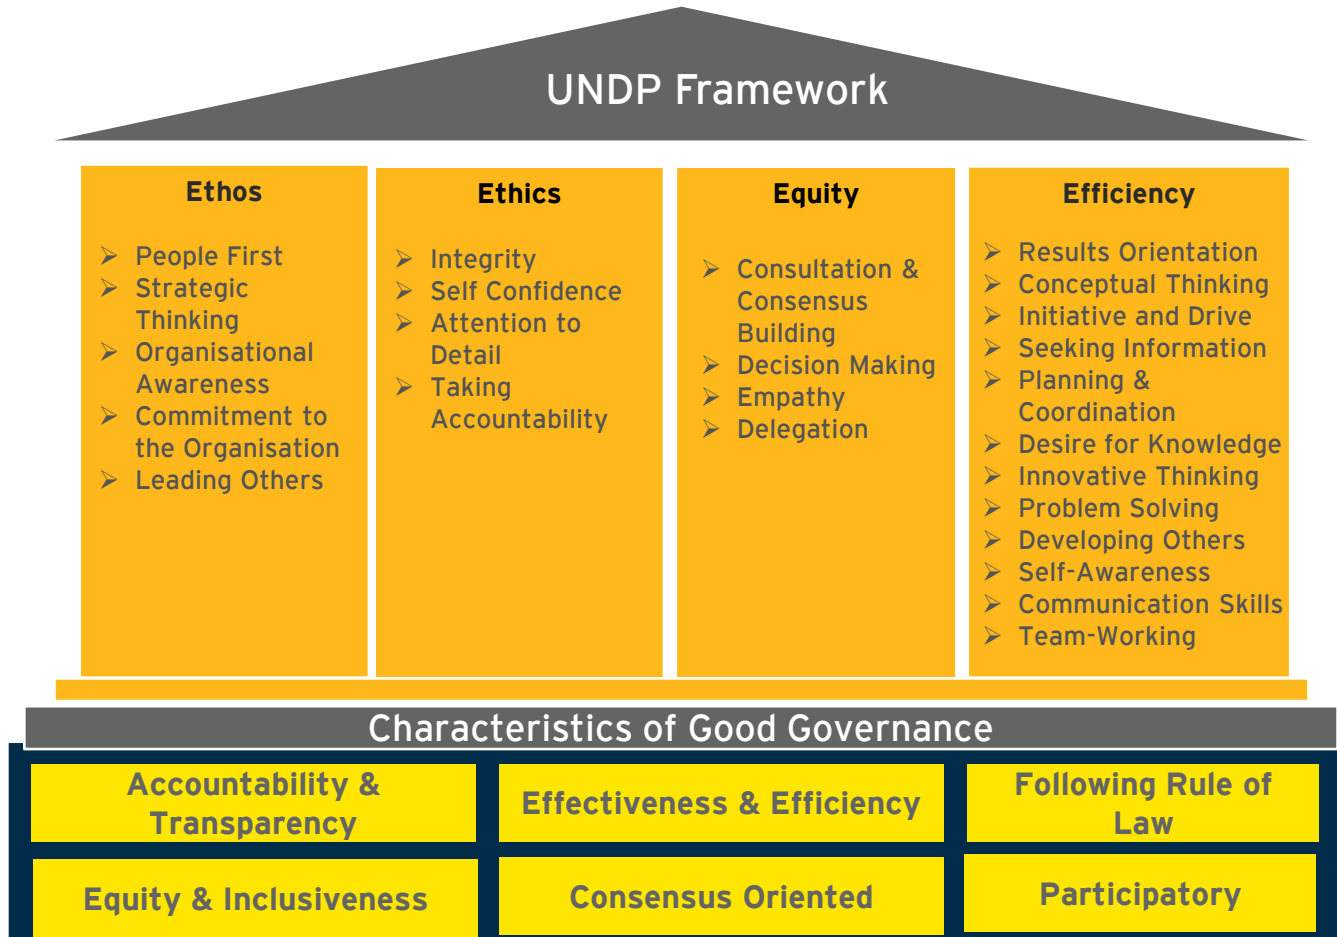 UNDP Framework
Ethos
➢ People First
➢ Strategic
Thinking
➢ Organisational
Awareness
➢ Commitment to
the Organisation
➢ Leading Others
Ethics
➢ Integrity
➢ Self Confidence
➢ Attention to
Detail
➢ Taking
Accountability
Equity
➢ Consultation &
Consensus
Building
➢ Decision Making
➢ Empathy
➢ Delegation
Efficiency
➢ Results Orientation
➢ Conceptual Thinking
➢ Initiative and Drive
➢ Seeking Information
➢ Planning &
Coordination
➢ Desire for Knowledge
➢ Innovative Thinking
➢ Problem Solving
➢ Developing Others
➢ Self-Awareness
➢ Communication Skills
➢ Team-Working
Characteristics of Good Governance
Accountability &
Transparency
Effectiveness & Efficiency
Following Rule of
Law
Equity & Inclusiveness
Consensus Oriented
Participatory